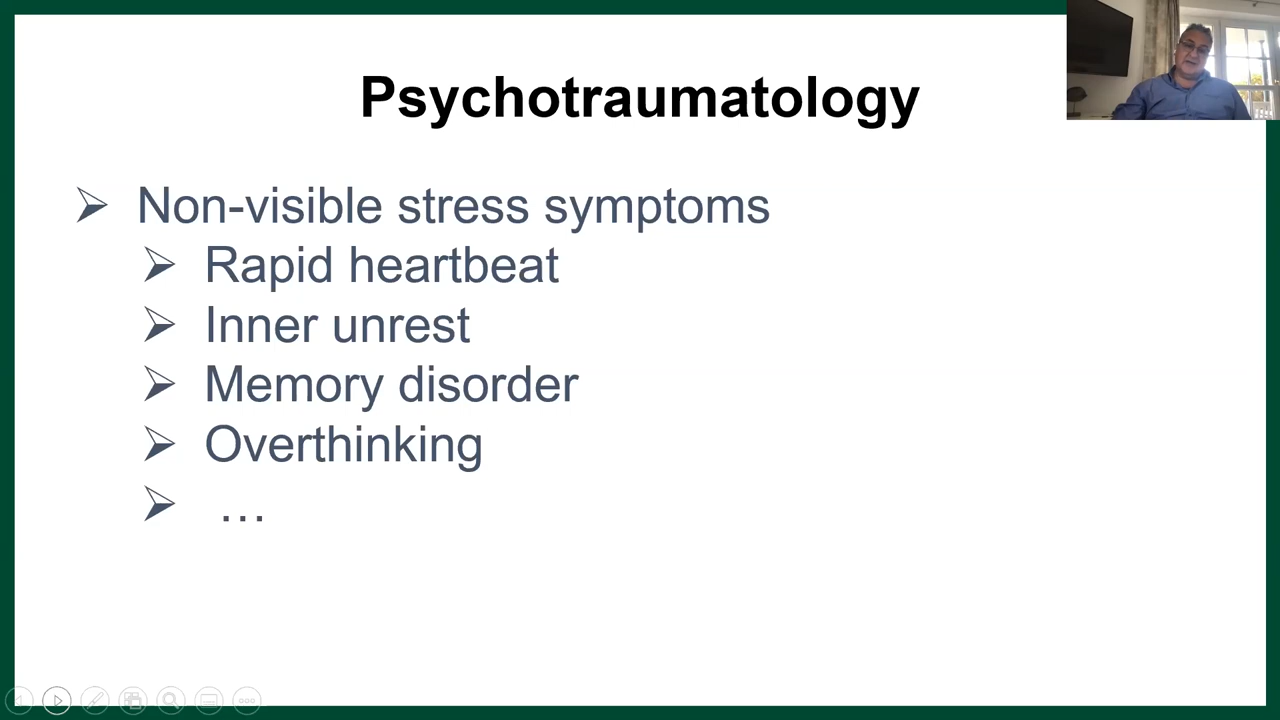 Psychotraumatology
Non-visible stress symptoms
Rapid heartbeat
Inner unrest
Memory disorder
Overthinking
…